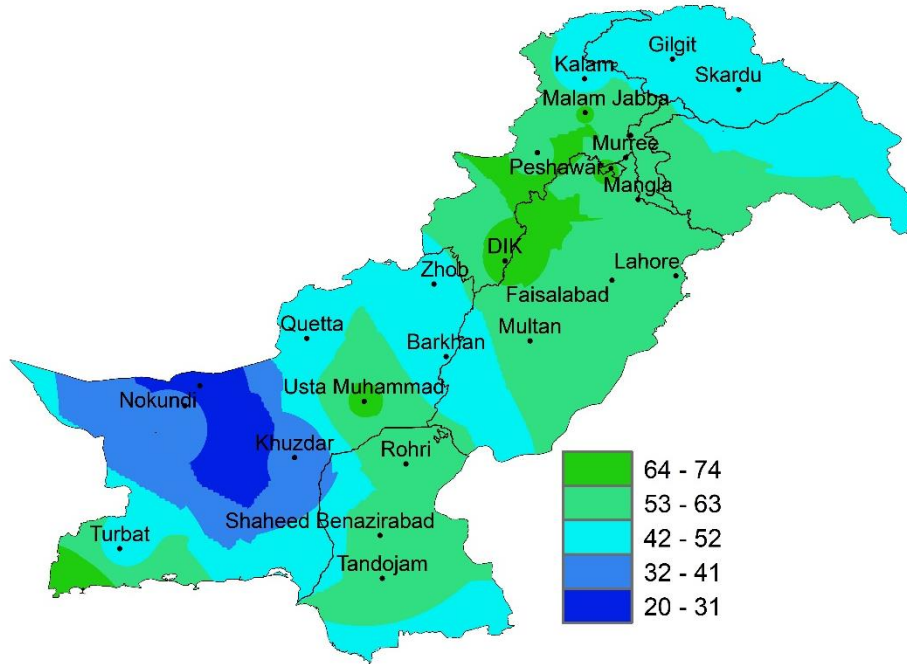 Gilgit
Kalam
Skardu
Malam Jabba
Murree
Peshawar
Mangla
DIK
Zhob
Lahore
Faisalabad
Quetta
Multan
Barkhan
Usta Muhammad
Nokundi
Khuzdar
Rohri
Shaheed Benazirabad
Turbat
Tandojam
64 - 74
53 - 63
42 - 52
32 - 41
20 - 31